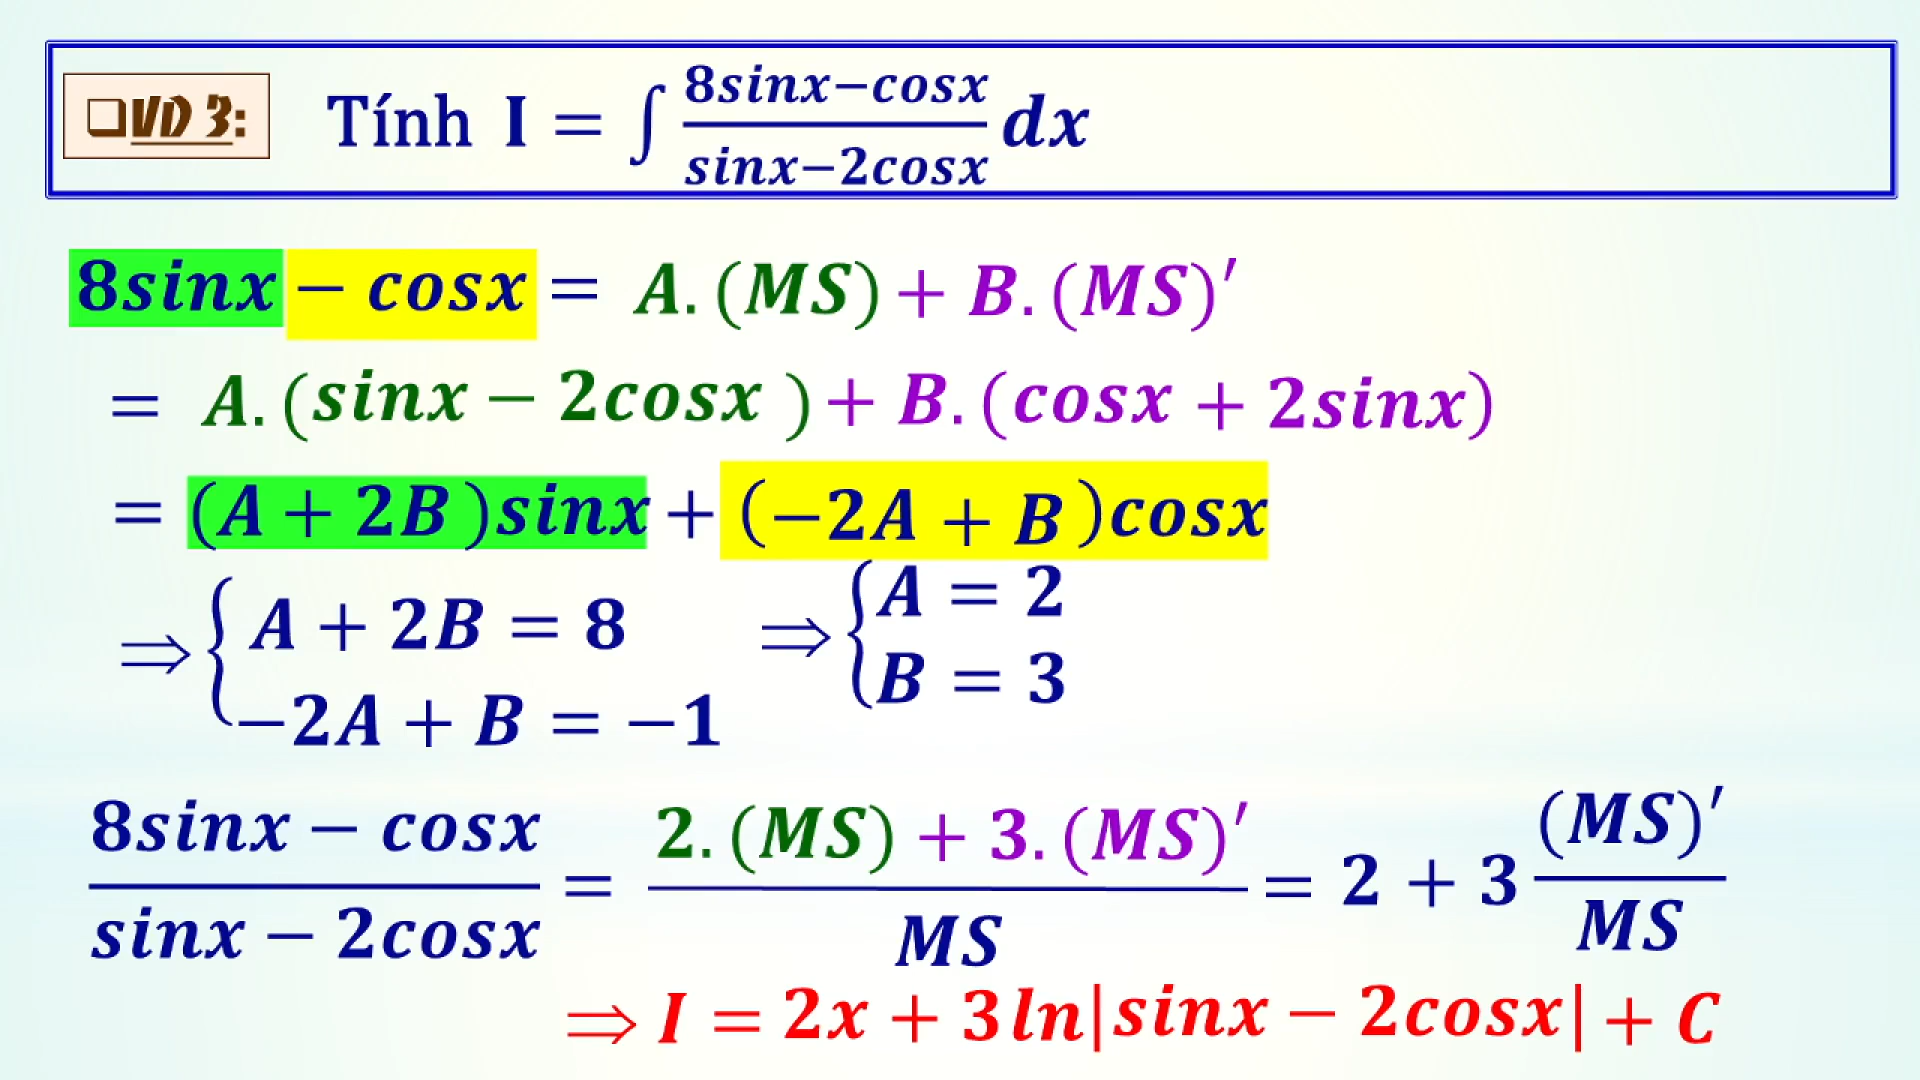 ❑VD 3: Tính I = ∫ (8sinx−cosx)/(sinx−2cosx) dx
8sinx − cosx = A.(MS) + B.(MS)′
= A.(sinx − 2cosx ) + B.(cosx + 2sinx)
= (A + 2B )sinx + (−2A + B )cosx
⇒ { A + 2B = 8 ⇒ { A = 2
−2A + B = −1 B = 3
(8sinx − cosx)/(sinx − 2cosx) = (2.(MS) + 3.(MS)′)/MS = 2 + 3 (MS)′/MS
⇒ I = 2x + 3ln|sinx − 2cosx| + C